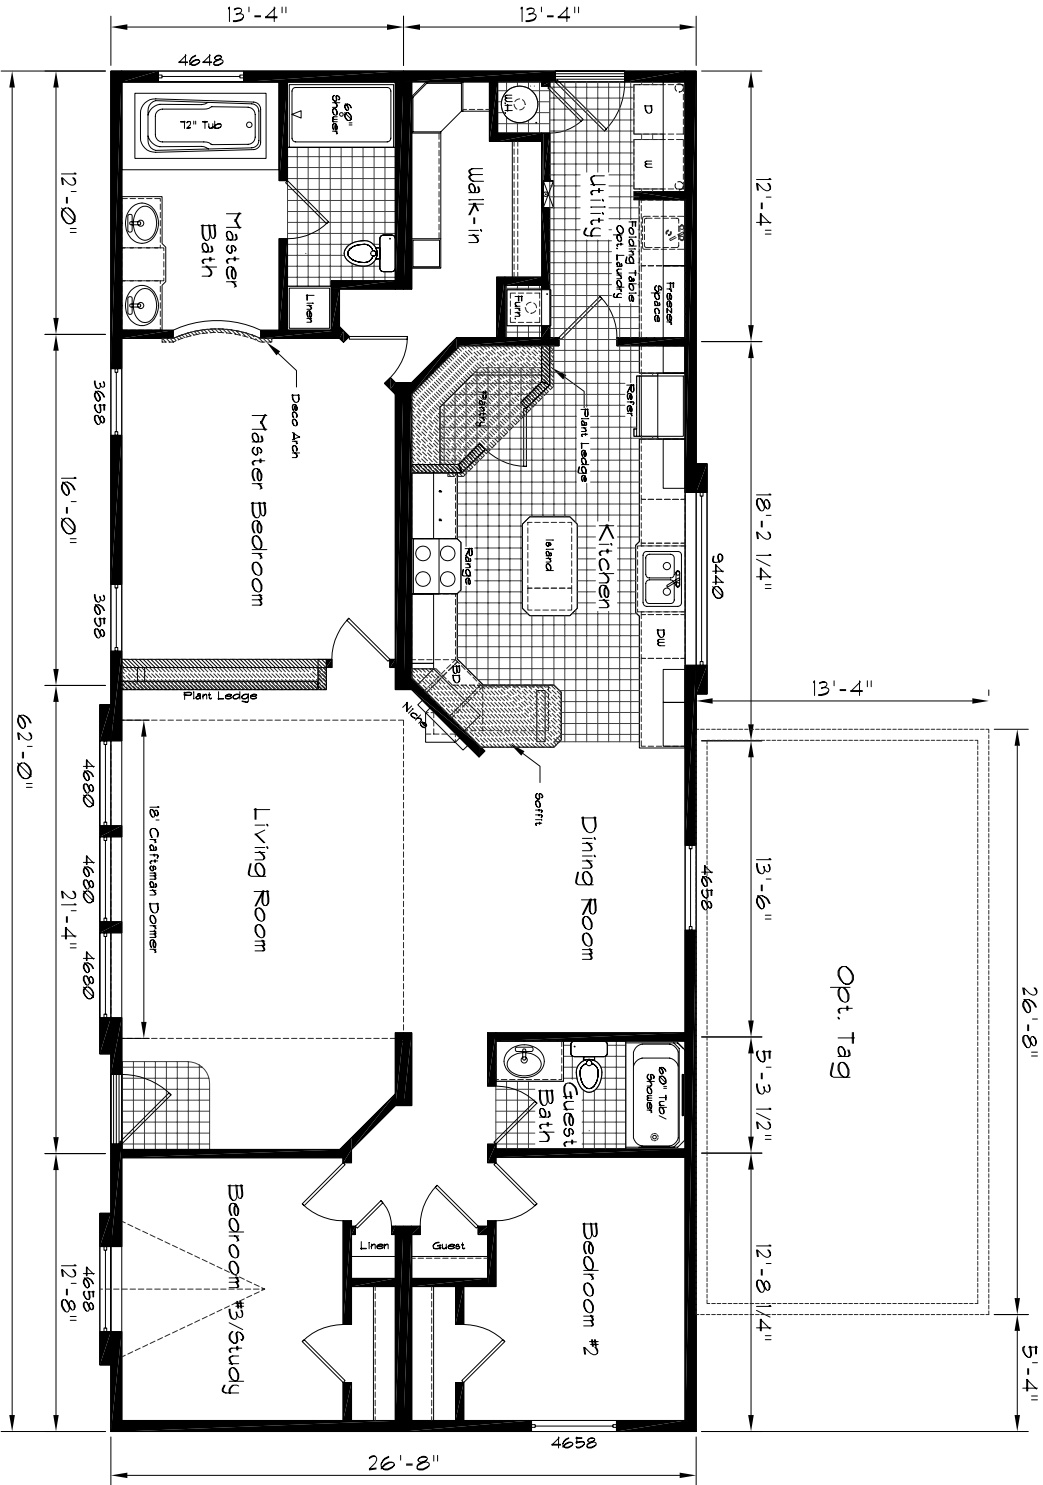 13'-4"
13'-4"
4648
72" Tub
60"
Shower
W.H.
D
W
12'-0"
Master
Bath
Walk-in
Utility
Folding Table
Opt. Laundry
Freezer
Space
12'-4"
Linen
Furn.
3658
Deco Arch
Pantry
Plant Ledge
Refer
16'-0"
Master Bedroom
Range
Island
Kitchen
DW
9440
18'-2 1/4"
3658
Plant Ledge
BD
Niche
Soffit
13'-4"
62'-0"
4680
4680
4680
21'-4"
18' Craftsman Dormer
Living Room
Dining Room
4658
13'-6"
Opt. Tag
26'-8"
Guest
Bath
60" Tub/
Shower
5'-3 1/2"
Linen
Guest
Bedroom #3/Study
Bedroom #2
4658
12'-8"
12'-8 1/4"
5'-4"
4658
26'-8"